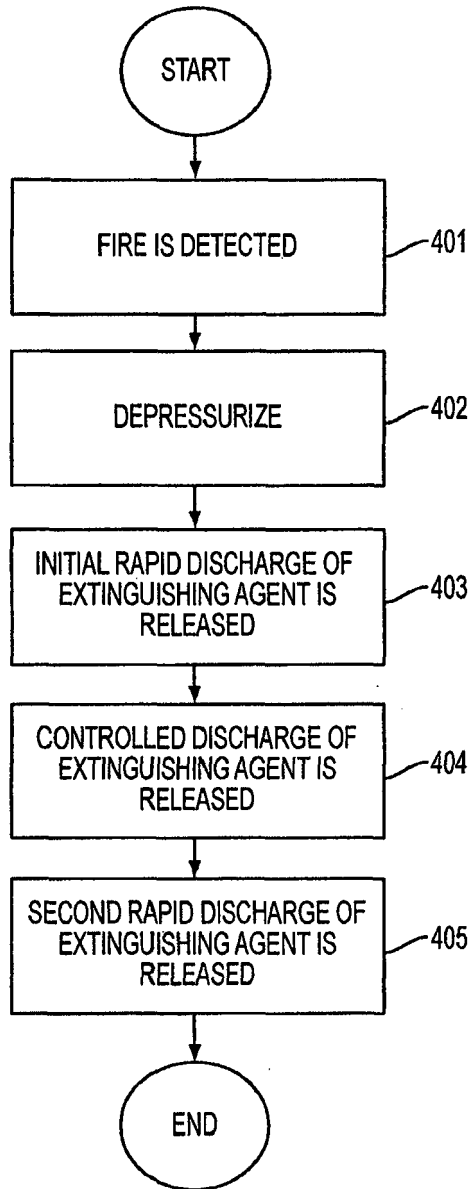 START
FIRE IS DETECTED
401
DEPRESSURIZE
402
INITIAL RAPID DISCHARGE OF
EXTINGUISHING AGENT IS
RELEASED
403
CONTROLLED DISCHARGE OF
EXTINGUISHING AGENT IS
RELEASED
404
SECOND RAPID DISCHARGE OF
EXTINGUISHING AGENT IS
RELEASED
405
END